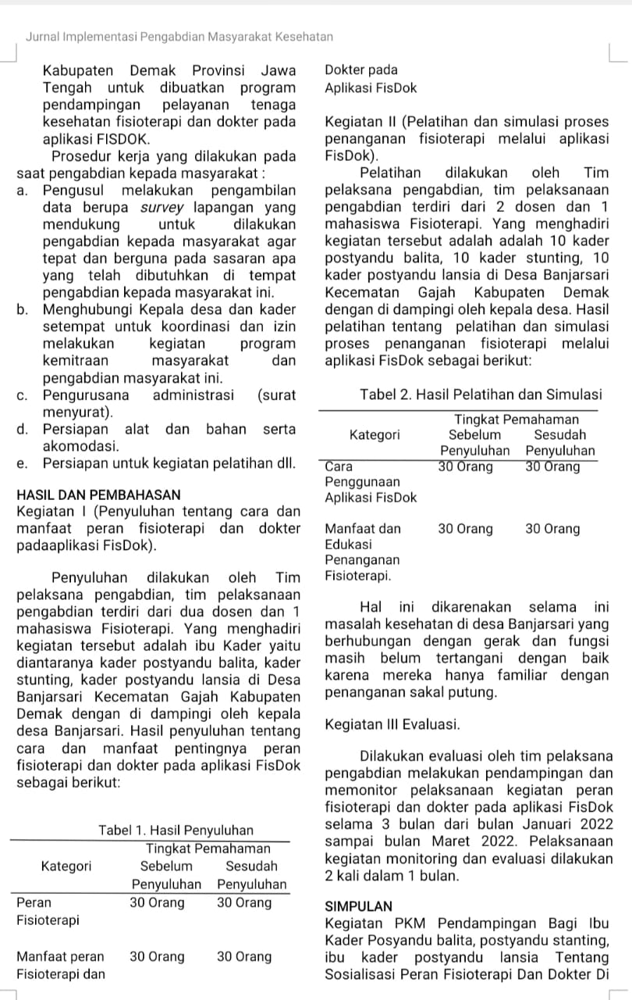 Jurnal Implementasi Pengabdian Masyarakat Kesehatan
Kabupaten Demak Provinsi Jawa
Tengah untuk dibuatkan program
pendampingan pelayanan tenaga
kesehatan fisioterapi dan dokter pada
aplikasi FISDOK.
Prosedur kerja yang dilakukan pada
saat pengabdian kepada masyarakat :
a. Pengusul melakukan pengambilan
data berupa survey lapangan yang
mendukung untuk dilakukan
pengabdian kepada masyarakat agar
tepat dan berguna pada sasaran apa
yang telah dibutuhkan di tempat
pengabdian kepada masyarakat ini.
b. Menghubungi Kepala desa dan kader
setempat untuk koordinasi dan izin
melakukan kegiatan program
kemitraan masyarakat dan
pengabdian masyarakat ini.
c. Pengurusana administrasi (surat
menyurat).
d. Persiapan alat dan bahan serta
akomodasi.
e. Persiapan untuk kegiatan pelatihan dll.
HASIL DAN PEMBAHASAN
Kegiatan I (Penyuluhan tentang cara dan
manfaat peran fisioterapi dan dokter
padaaplikasi FisDok).
Penyuluhan dilakukan oleh Tim
pelaksana pengabdian, tim pelaksanaan
pengabdian terdiri dari dua dosen dan 1
mahasiswa Fisioterapi. Yang menghadiri
kegiatan tersebut adalah ibu Kader yaitu
diantaranya kader postyandu balita, kader
stunting, kader postyandu lansia di Desa
Banjarsari Kecematan Gajah Kabupaten
Demak dengan di dampingi oleh kepala
desa Banjarsari. Hasil penyuluhan tentang
cara dan manfaat pentingnya peran
fisioterapi dan dokter pada aplikasi FisDok
sebagai berikut:
Tabel 1. Hasil Penyuluhan
Tingkat Pemahaman
Kategori Sebelum Sesudah
Penyuluhan Penyuluhan
Peran 30 Orang 30 Orang
Fisioterapi
Manfaat peran 30 Orang 30 Orang
Fisioterapi dan
Dokter pada
Aplikasi FisDok
Kegiatan II (Pelatihan dan simulasi proses
penanganan fisioterapi melalui aplikasi
FisDok).
Pelatihan dilakukan oleh Tim
pelaksana pengabdian, tim pelaksanaan
pengabdian terdiri dari 2 dosen dan 1
mahasiswa Fisioterapi. Yang menghadiri
kegiatan tersebut adalah adalah 10 kader
postyandu balita, 10 kader stunting, 10
kader postyandu lansia di Desa Banjarsari
Kecematan Gajah Kabupaten Demak
dengan di dampingi oleh kepala desa. Hasil
pelatihan tentang pelatihan dan simulasi
proses penanganan fisioterapi melalui
aplikasi FisDok sebagai berikut:
Tabel 2. Hasil Pelatihan dan Simulasi
Tingkat Pemahaman
Kategori Sebelum Sesudah
Penyuluhan Penyuluhan
Cara 30 Orang 30 Orang
Penggunaan
Aplikasi FisDok
Manfaat dan 30 Orang 30 Orang
Edukasi
Penanganan
Fisioterapi.
Hal ini dikarenakan selama ini
masalah kesehatan di desa Banjarsari yang
berhubungan dengan gerak dan fungsi
masih belum tertangani dengan baik
karena mereka hanya familiar dengan
penanganan sakal putung.
Kegiatan III Evaluasi.
Dilakukan evaluasi oleh tim pelaksana
pengabdian melakukan pendampingan dan
memonitor pelaksanaan kegiatan peran
fisioterapi dan dokter pada aplikasi FisDok
selama 3 bulan dari bulan Januari 2022
sampai bulan Maret 2022. Pelaksanaan
kegiatan monitoring dan evaluasi dilakukan
2 kali dalam 1 bulan.
SIMPULAN
Kegiatan PKM Pendampingan Bagi Ibu
Kader Posyandu balita, postyandu stanting,
ibu kader postyandu lansia Tentang
Sosialisasi Peran Fisioterapi Dan Dokter Di